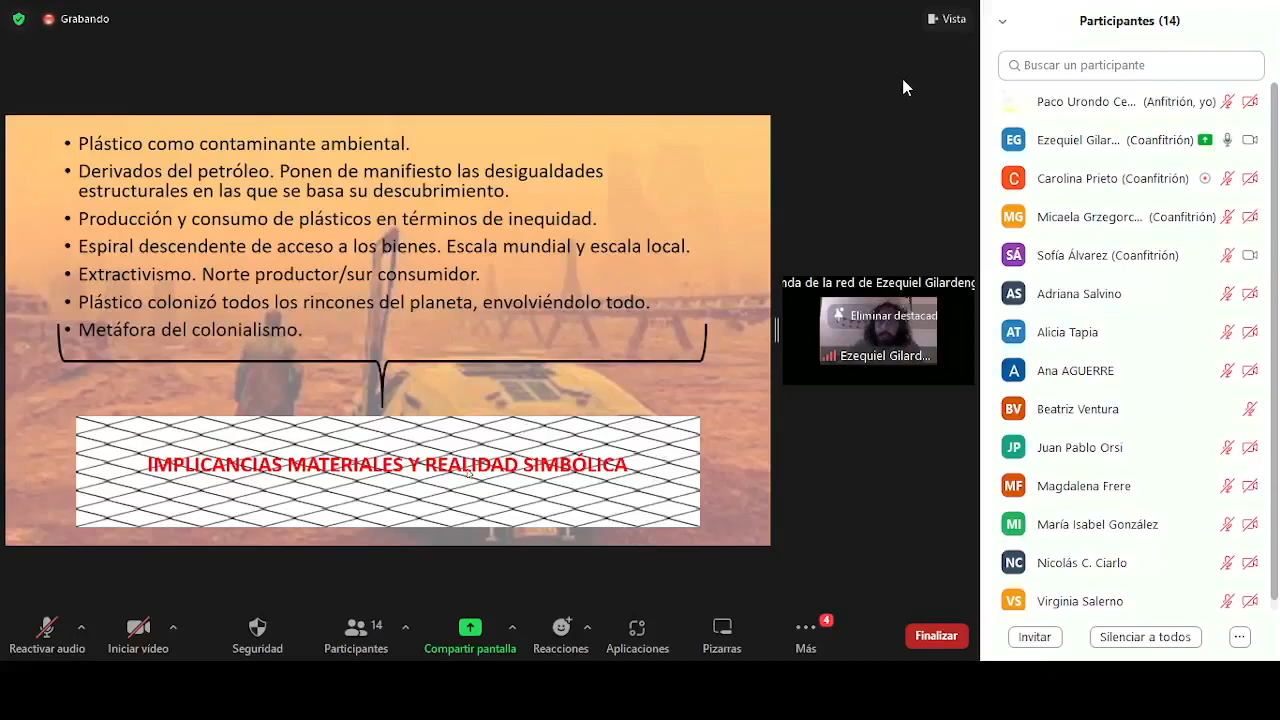 Grabando
Vista
• Plástico como contaminante ambiental.
• Derivados del petróleo. Ponen de manifiesto las desigualdades
estructurales en las que se basa su descubrimiento.
• Producción y consumo de plásticos en términos de inequidad.
• Espiral descendente de acceso a los bienes. Escala mundial y escala local.
• Extractivismo. Norte productor/sur consumidor.
• Plástico colonizó todos los rincones del planeta, envolviéndolo todo.
• Metáfora del colonialismo.
IMPLICANCIAS MATERIALES Y REALIDAD SIMBÓLICA
nda de la red de Ezequiel Gilardeng
Eliminar destacad
Ezequiel Gilard...
Participantes (14)
Buscar un participante
Paco Urondo Ce... (Anfitrión, yo)
EG Ezequiel Gilar... (Coanfitrión)
C Carolina Prieto (Coanfitrión)
MG Micaela Grzegorc... (Coanfitrión)
SÁ Sofía Álvarez (Coanfitrión)
AS Adriana Salvino
AT Alicia Tapia
A Ana AGUERRE
BV Beatriz Ventura
JP Juan Pablo Orsi
MF Magdalena Frere
MI María Isabel González
NC Nicolás C. Ciarlo
VS Virginia Salerno
Invitar
Silenciar a todos
...
Reactivar audio
Iniciar video
Seguridad
14
Participantes
Compartir pantalla
Reacciones
Aplicaciones
Pizarras
4
Más
Finalizar